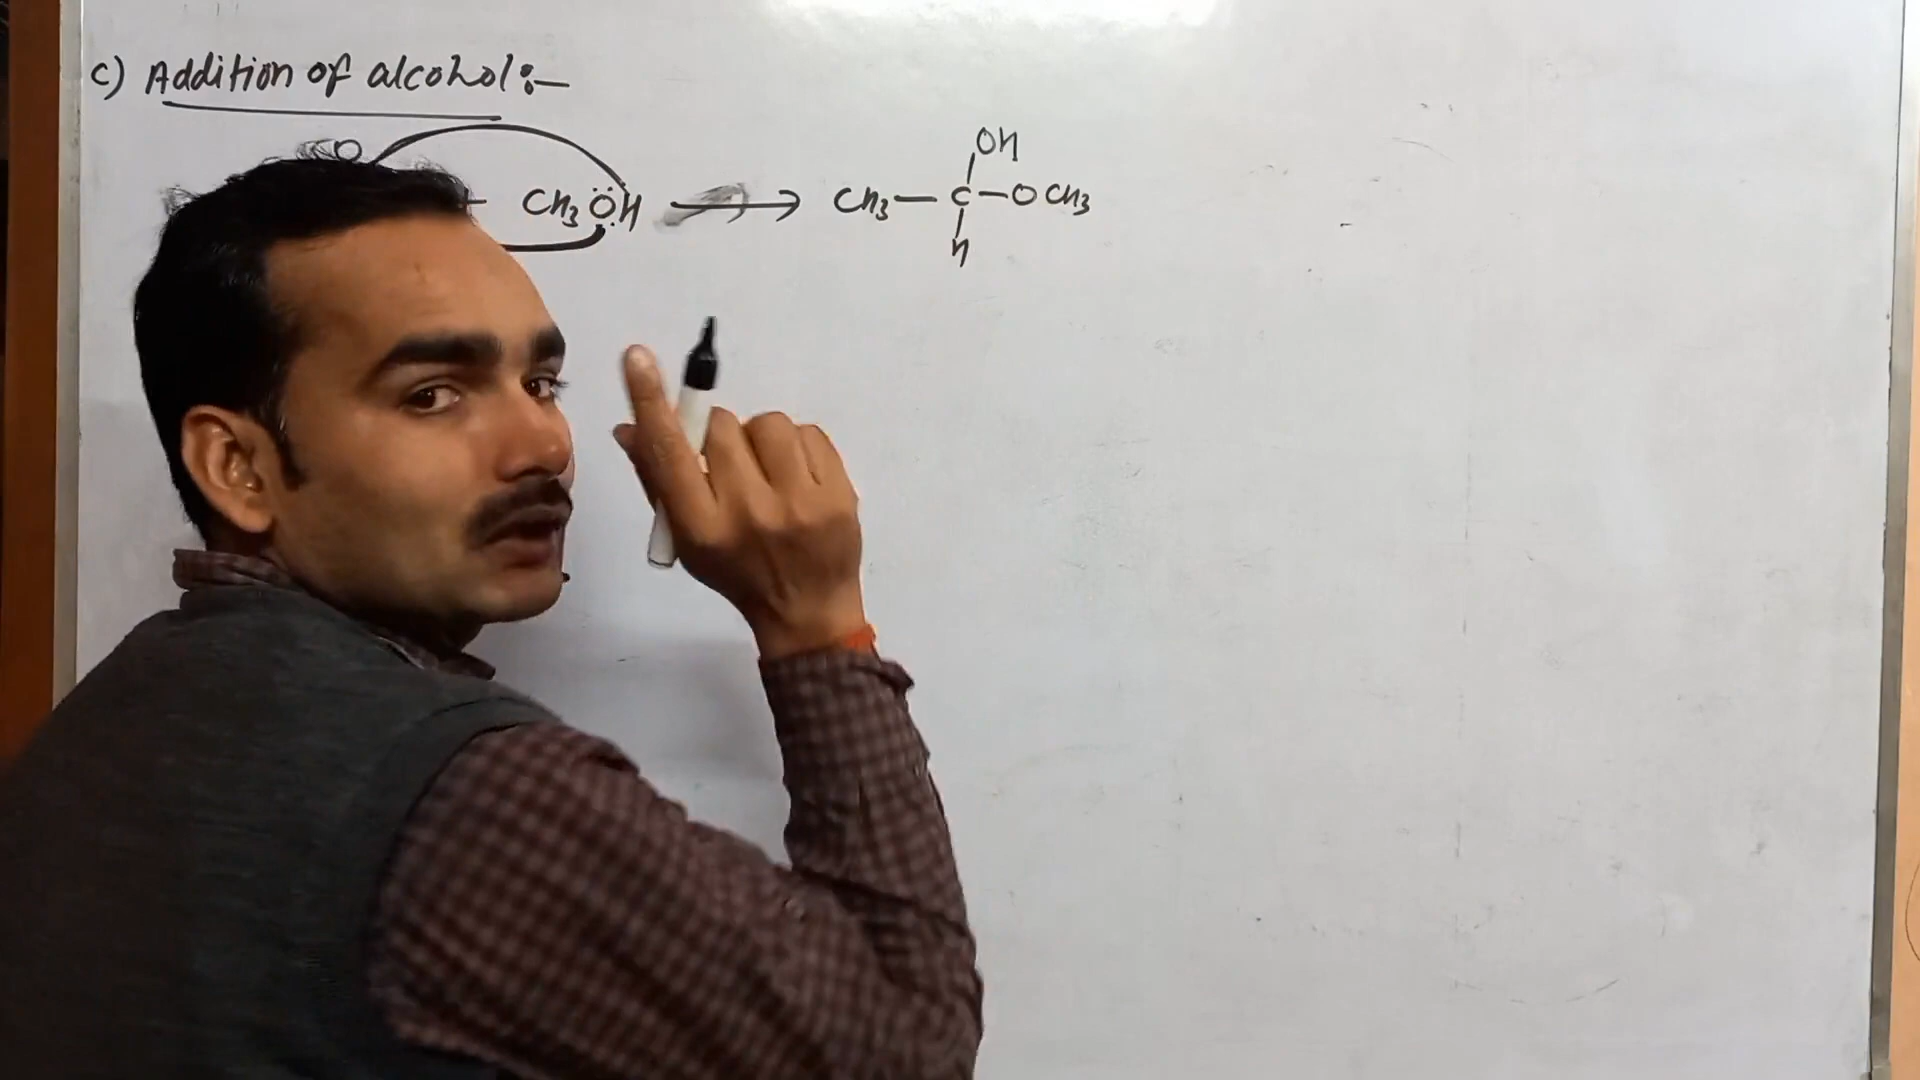 c) Addition of alcohol:-
O
OH
CH3ÖH → CH3-C-OCH3
H